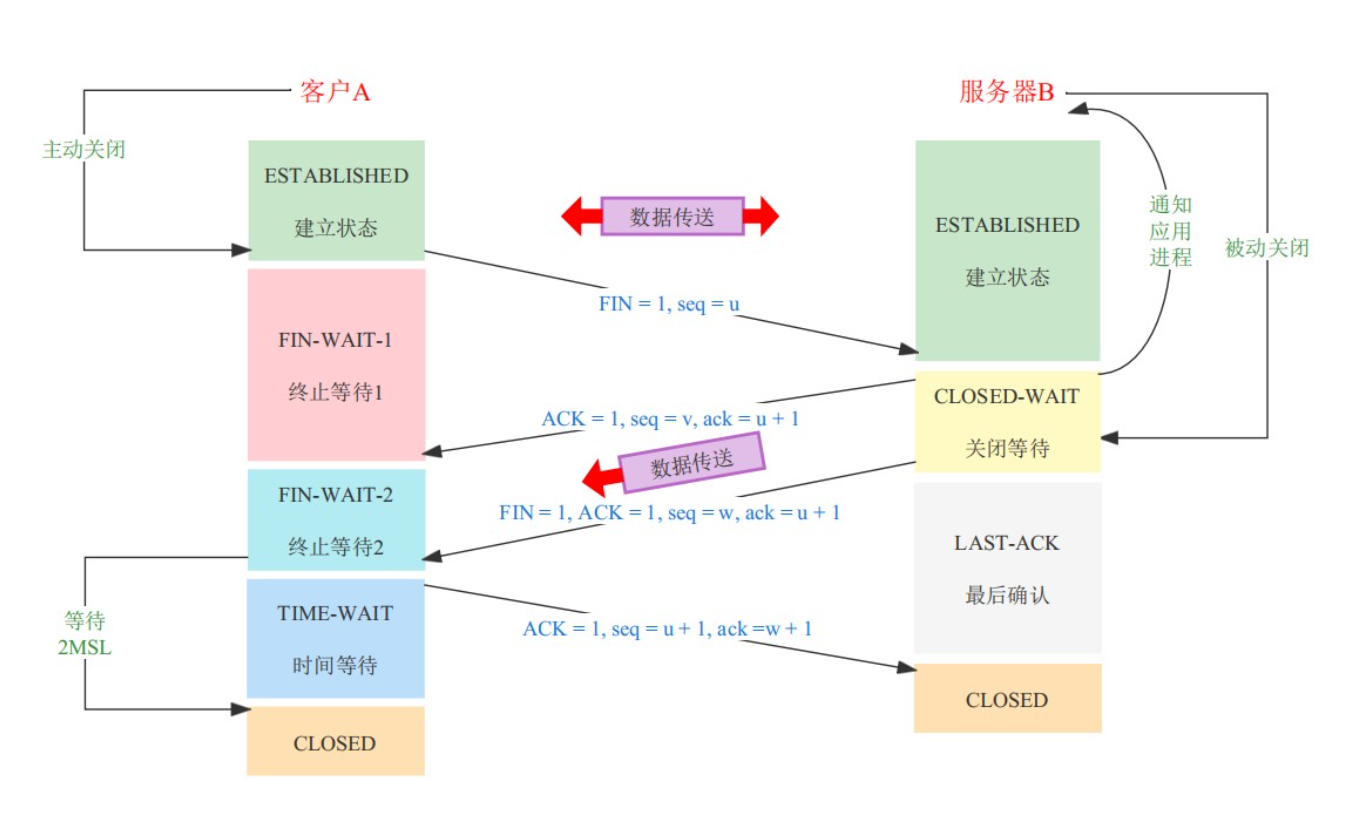 客户A
服务器B
主动关闭
ESTABLISHED
建立状态
数据传送
ESTABLISHED
建立状态
通知
应用
进程
被动关闭
FIN = 1, seq = u
FIN-WAIT-1
终止等待1
CLOSED-WAIT
关闭等待
ACK = 1, seq = v, ack = u + 1
数据传送
FIN-WAIT-2
终止等待2
FIN = 1, ACK = 1, seq = w, ack = u + 1
LAST-ACK
最后确认
等待
2MSL
TIME-WAIT
时间等待
ACK = 1, seq = u + 1, ack =w + 1
CLOSED
CLOSED